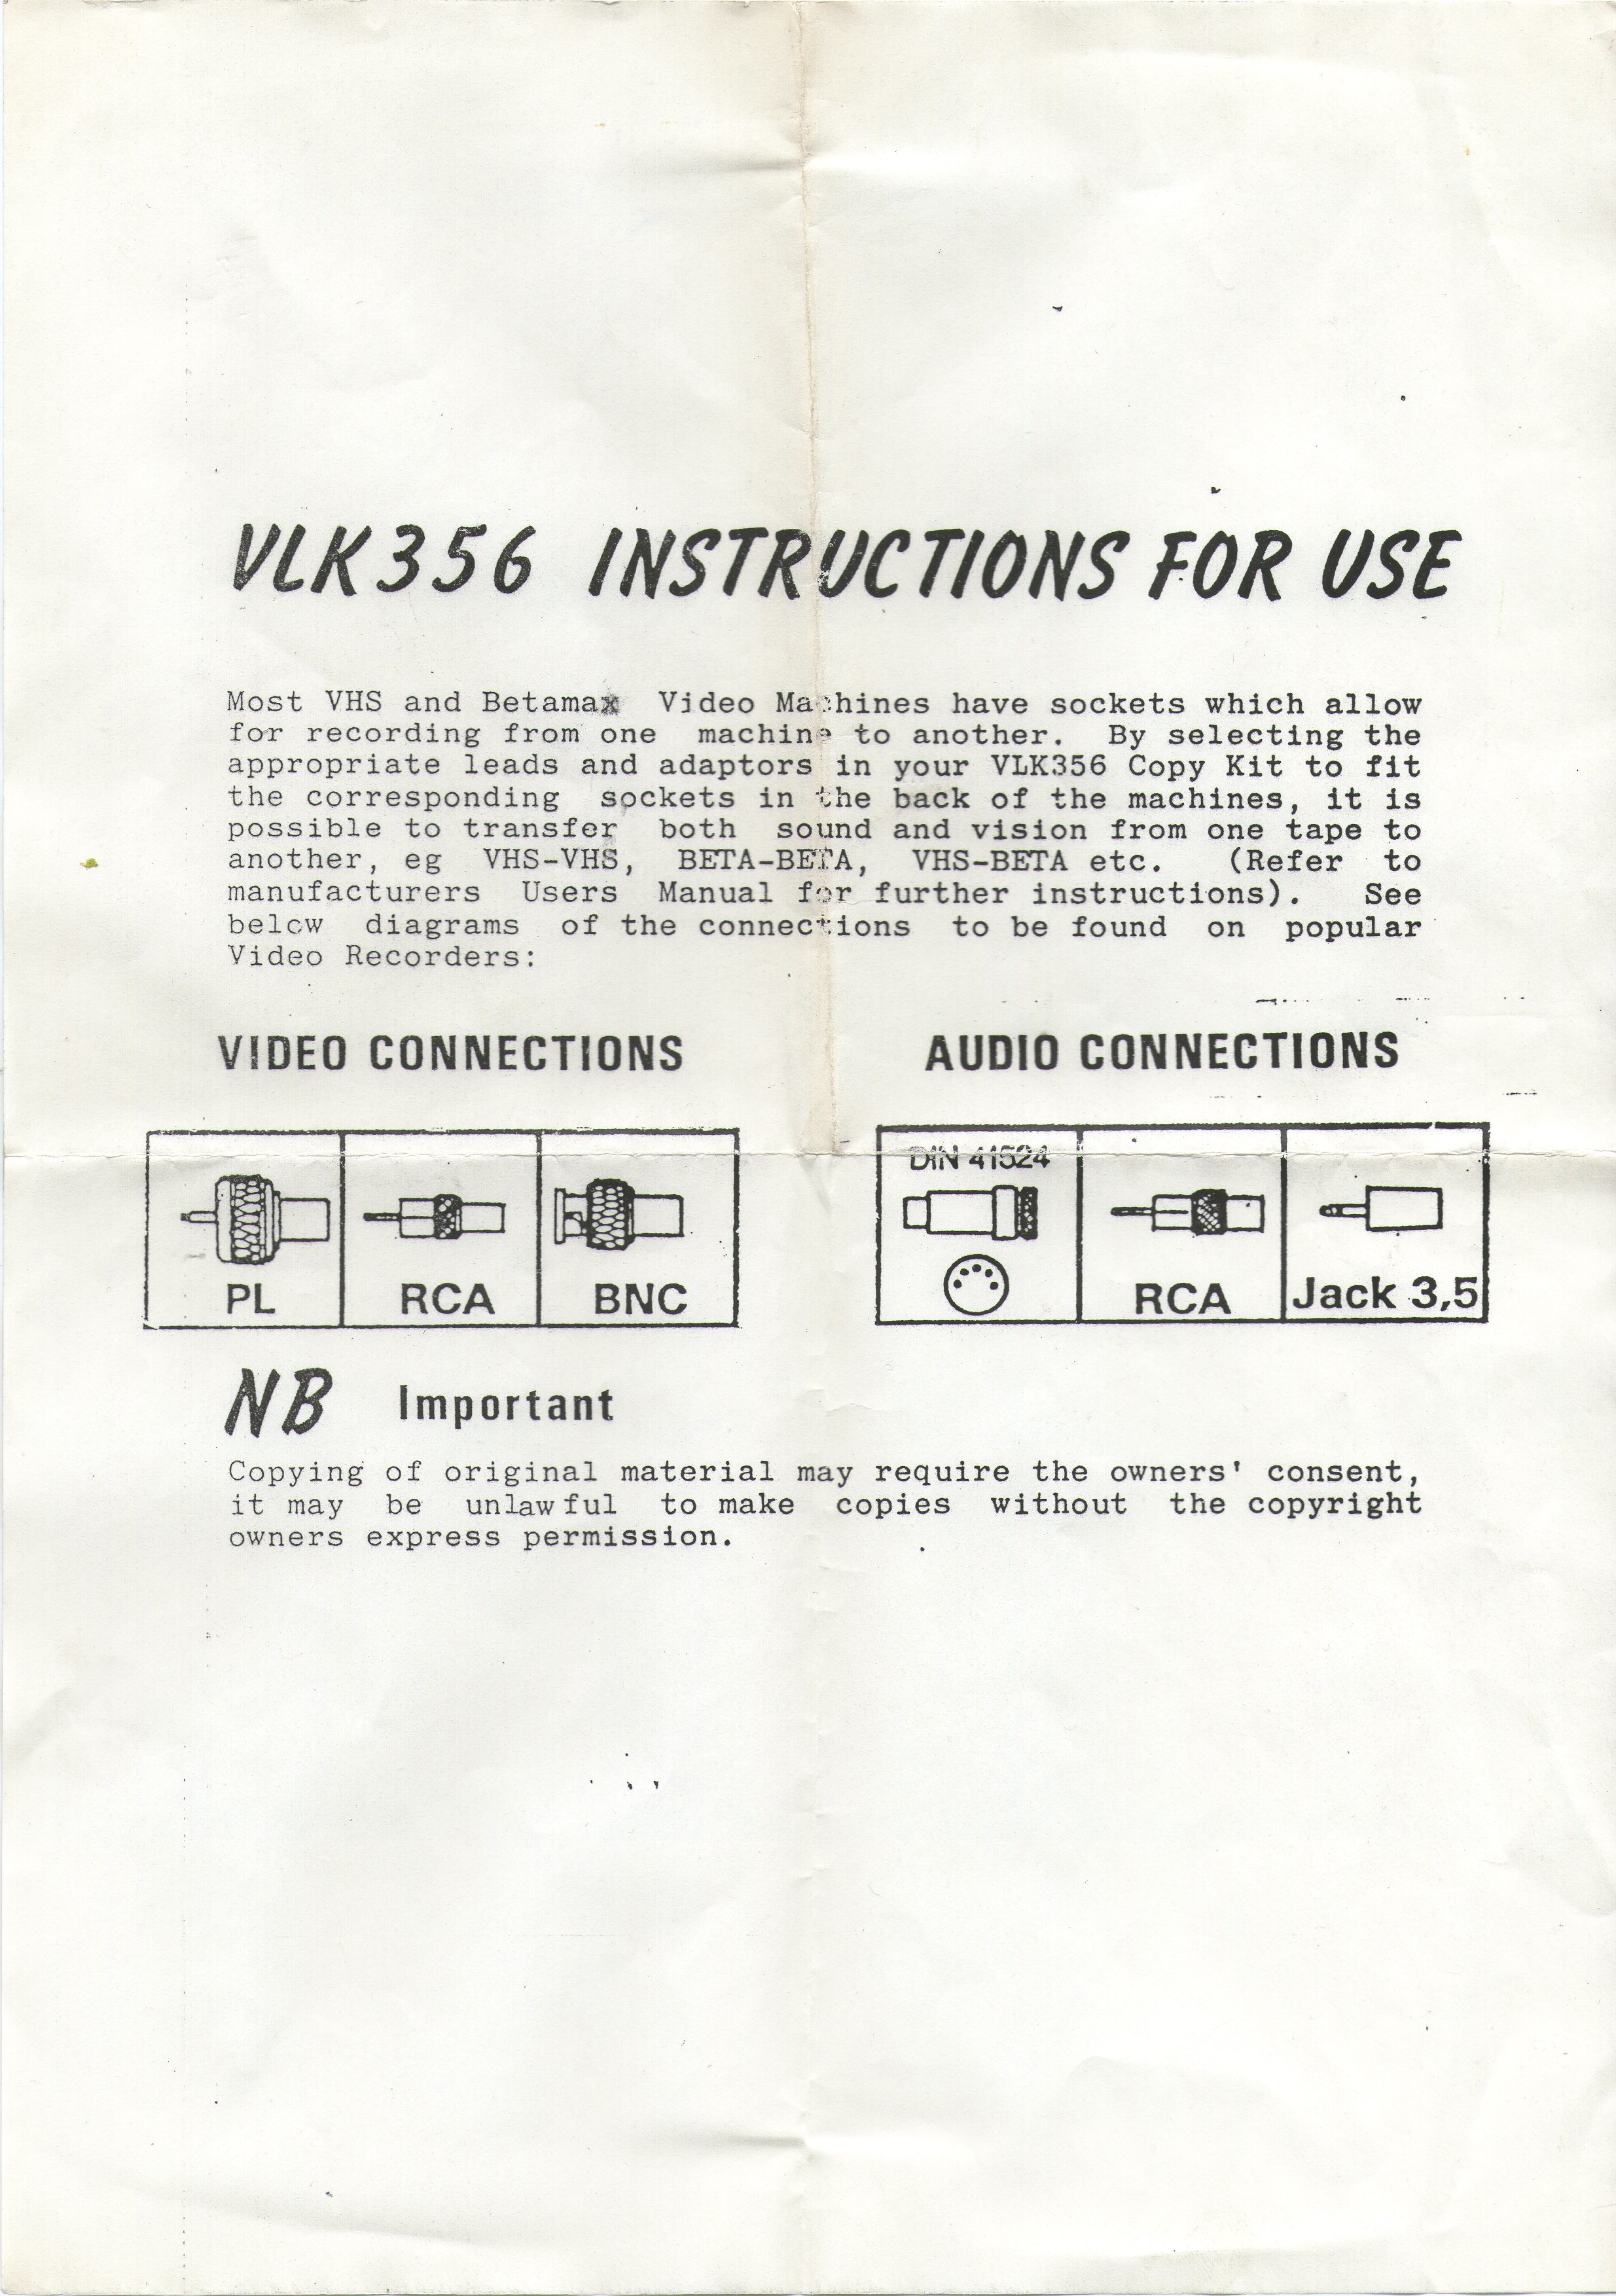 VLK356 INSTRUCTIONS FOR USE
Most VHS and Betamax Video Machines have sockets which allow
for recording from one machine to another. By selecting the
appropriate leads and adaptors in your VLK356 Copy Kit to fit
the corresponding sockets in the back of the machines, it is
possible to transfer both sound and vision from one tape to
another, eg VHS-VHS, BETA-BETA, VHS-BETA etc. (Refer to
manufacturers Users Manual for further instructions). See
below diagrams of the connections to be found on popular
Video Recorders:
VIDEO CONNECTIONS
PL RCA BNC
AUDIO CONNECTIONS
DIN 41524
RCA Jack 3,5
NB Important
Copying of original material may require the owners' consent,
it may be unlawful to make copies without the copyright
owners express permission.